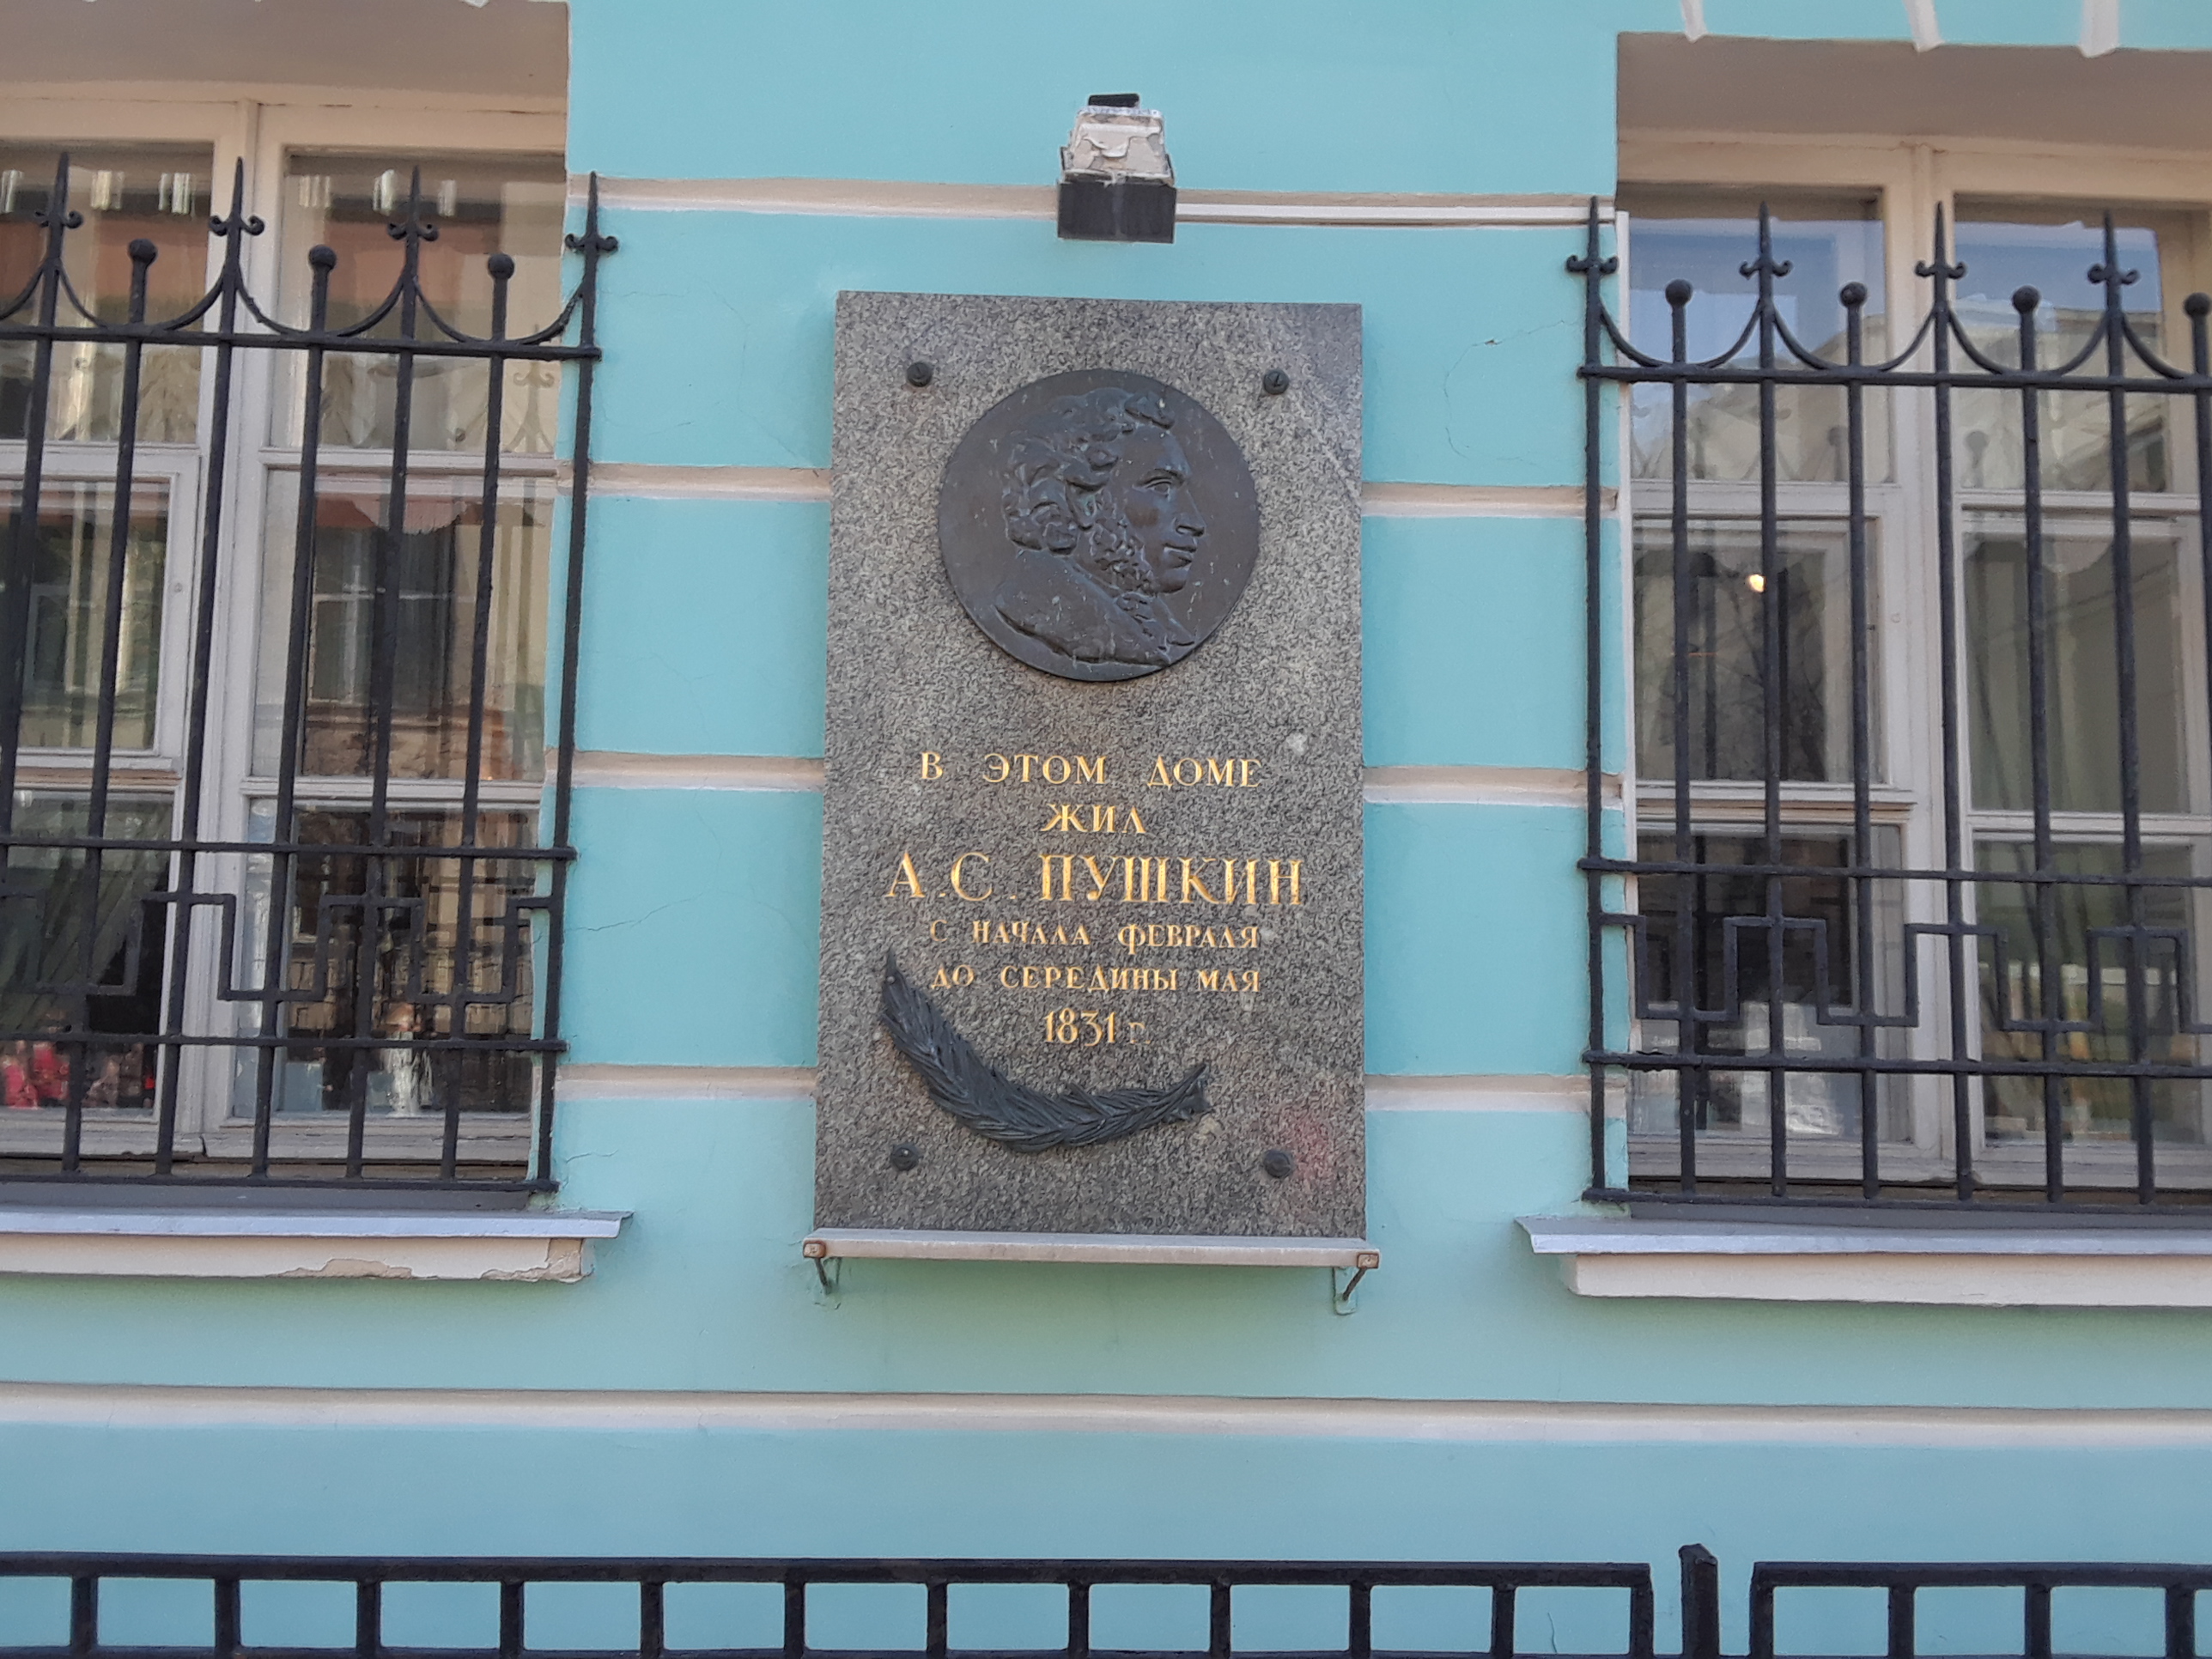 В ЭТОМ ДОМЕ
ЖИЛ
А.С. ПУШКИН
С НАЧАЛА ФЕВРАЛЯ
ДО СЕРЕДИНЫ МАЯ
1831 г.